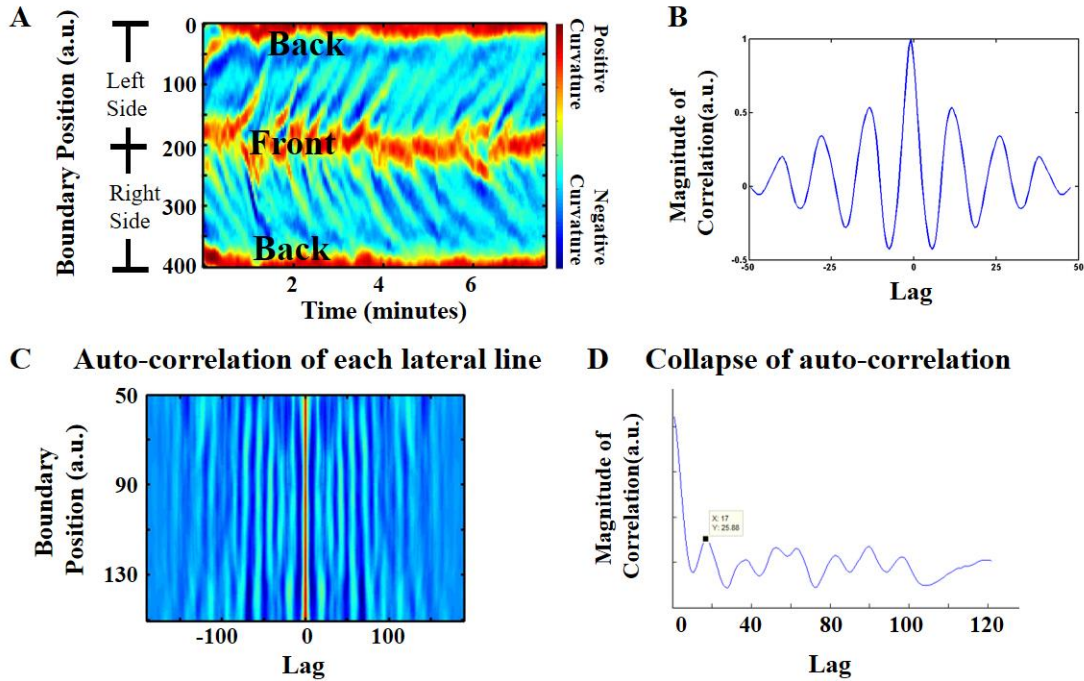 A
Boundary Position (a.u.)
Left
Side
Right
Side
0
100
200
300
400
Back
Front
Back
2
4
6
Time (minutes)
Positive
Curvature
Negative
Curvature
B
Magnitude of
Correlation(a.u.)
1
0.5
0
-0.5
-50
-25
0
25
50
Lag
C Auto-correlation of each lateral line
Boundary
Position (a.u.)
50
90
130
-100
0
100
Lag
D Collapse of auto-correlation
Magnitude of
Correlation(a.u.)
X: 17
Y: 25.88
0
40
80
100
120
Lag